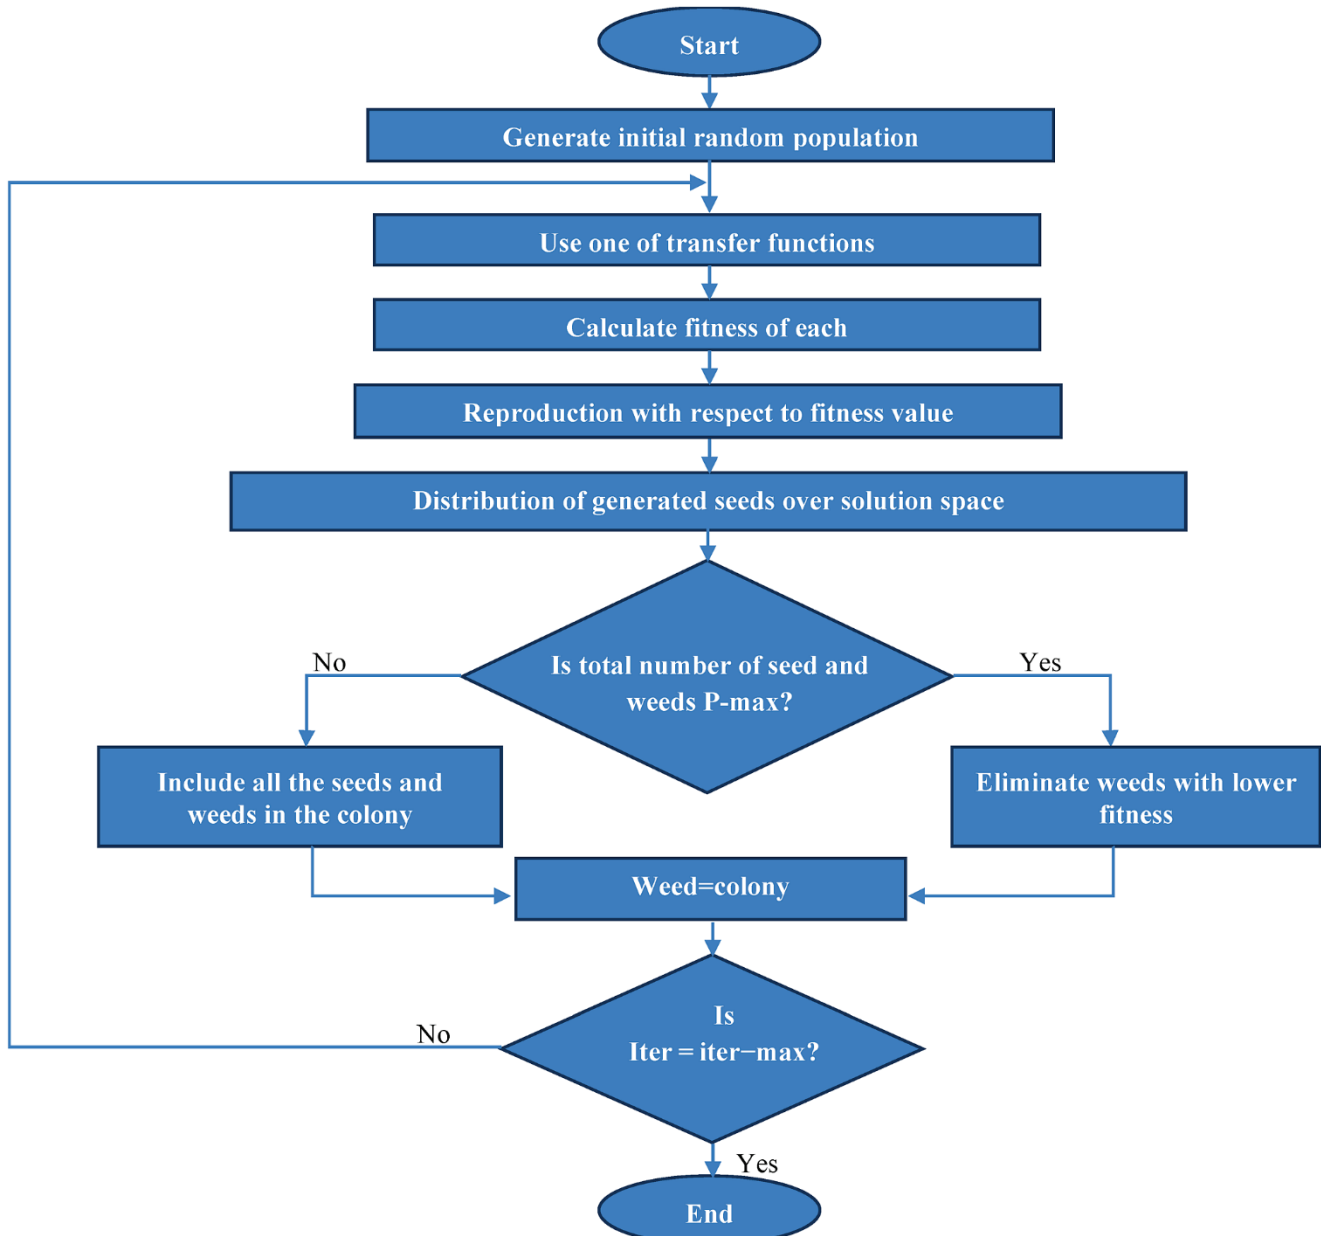 Start
Generate initial random population
Use one of transfer functions
Calculate fitness of each
Reproduction with respect to fitness value
Distribution of generated seeds over solution space
Is total number of seed and
weeds P-max?
No
Yes
Include all the seeds and
weeds in the colony
Eliminate weeds with lower
fitness
Weed=colony
Is
Iter = iter−max?
No
Yes
End